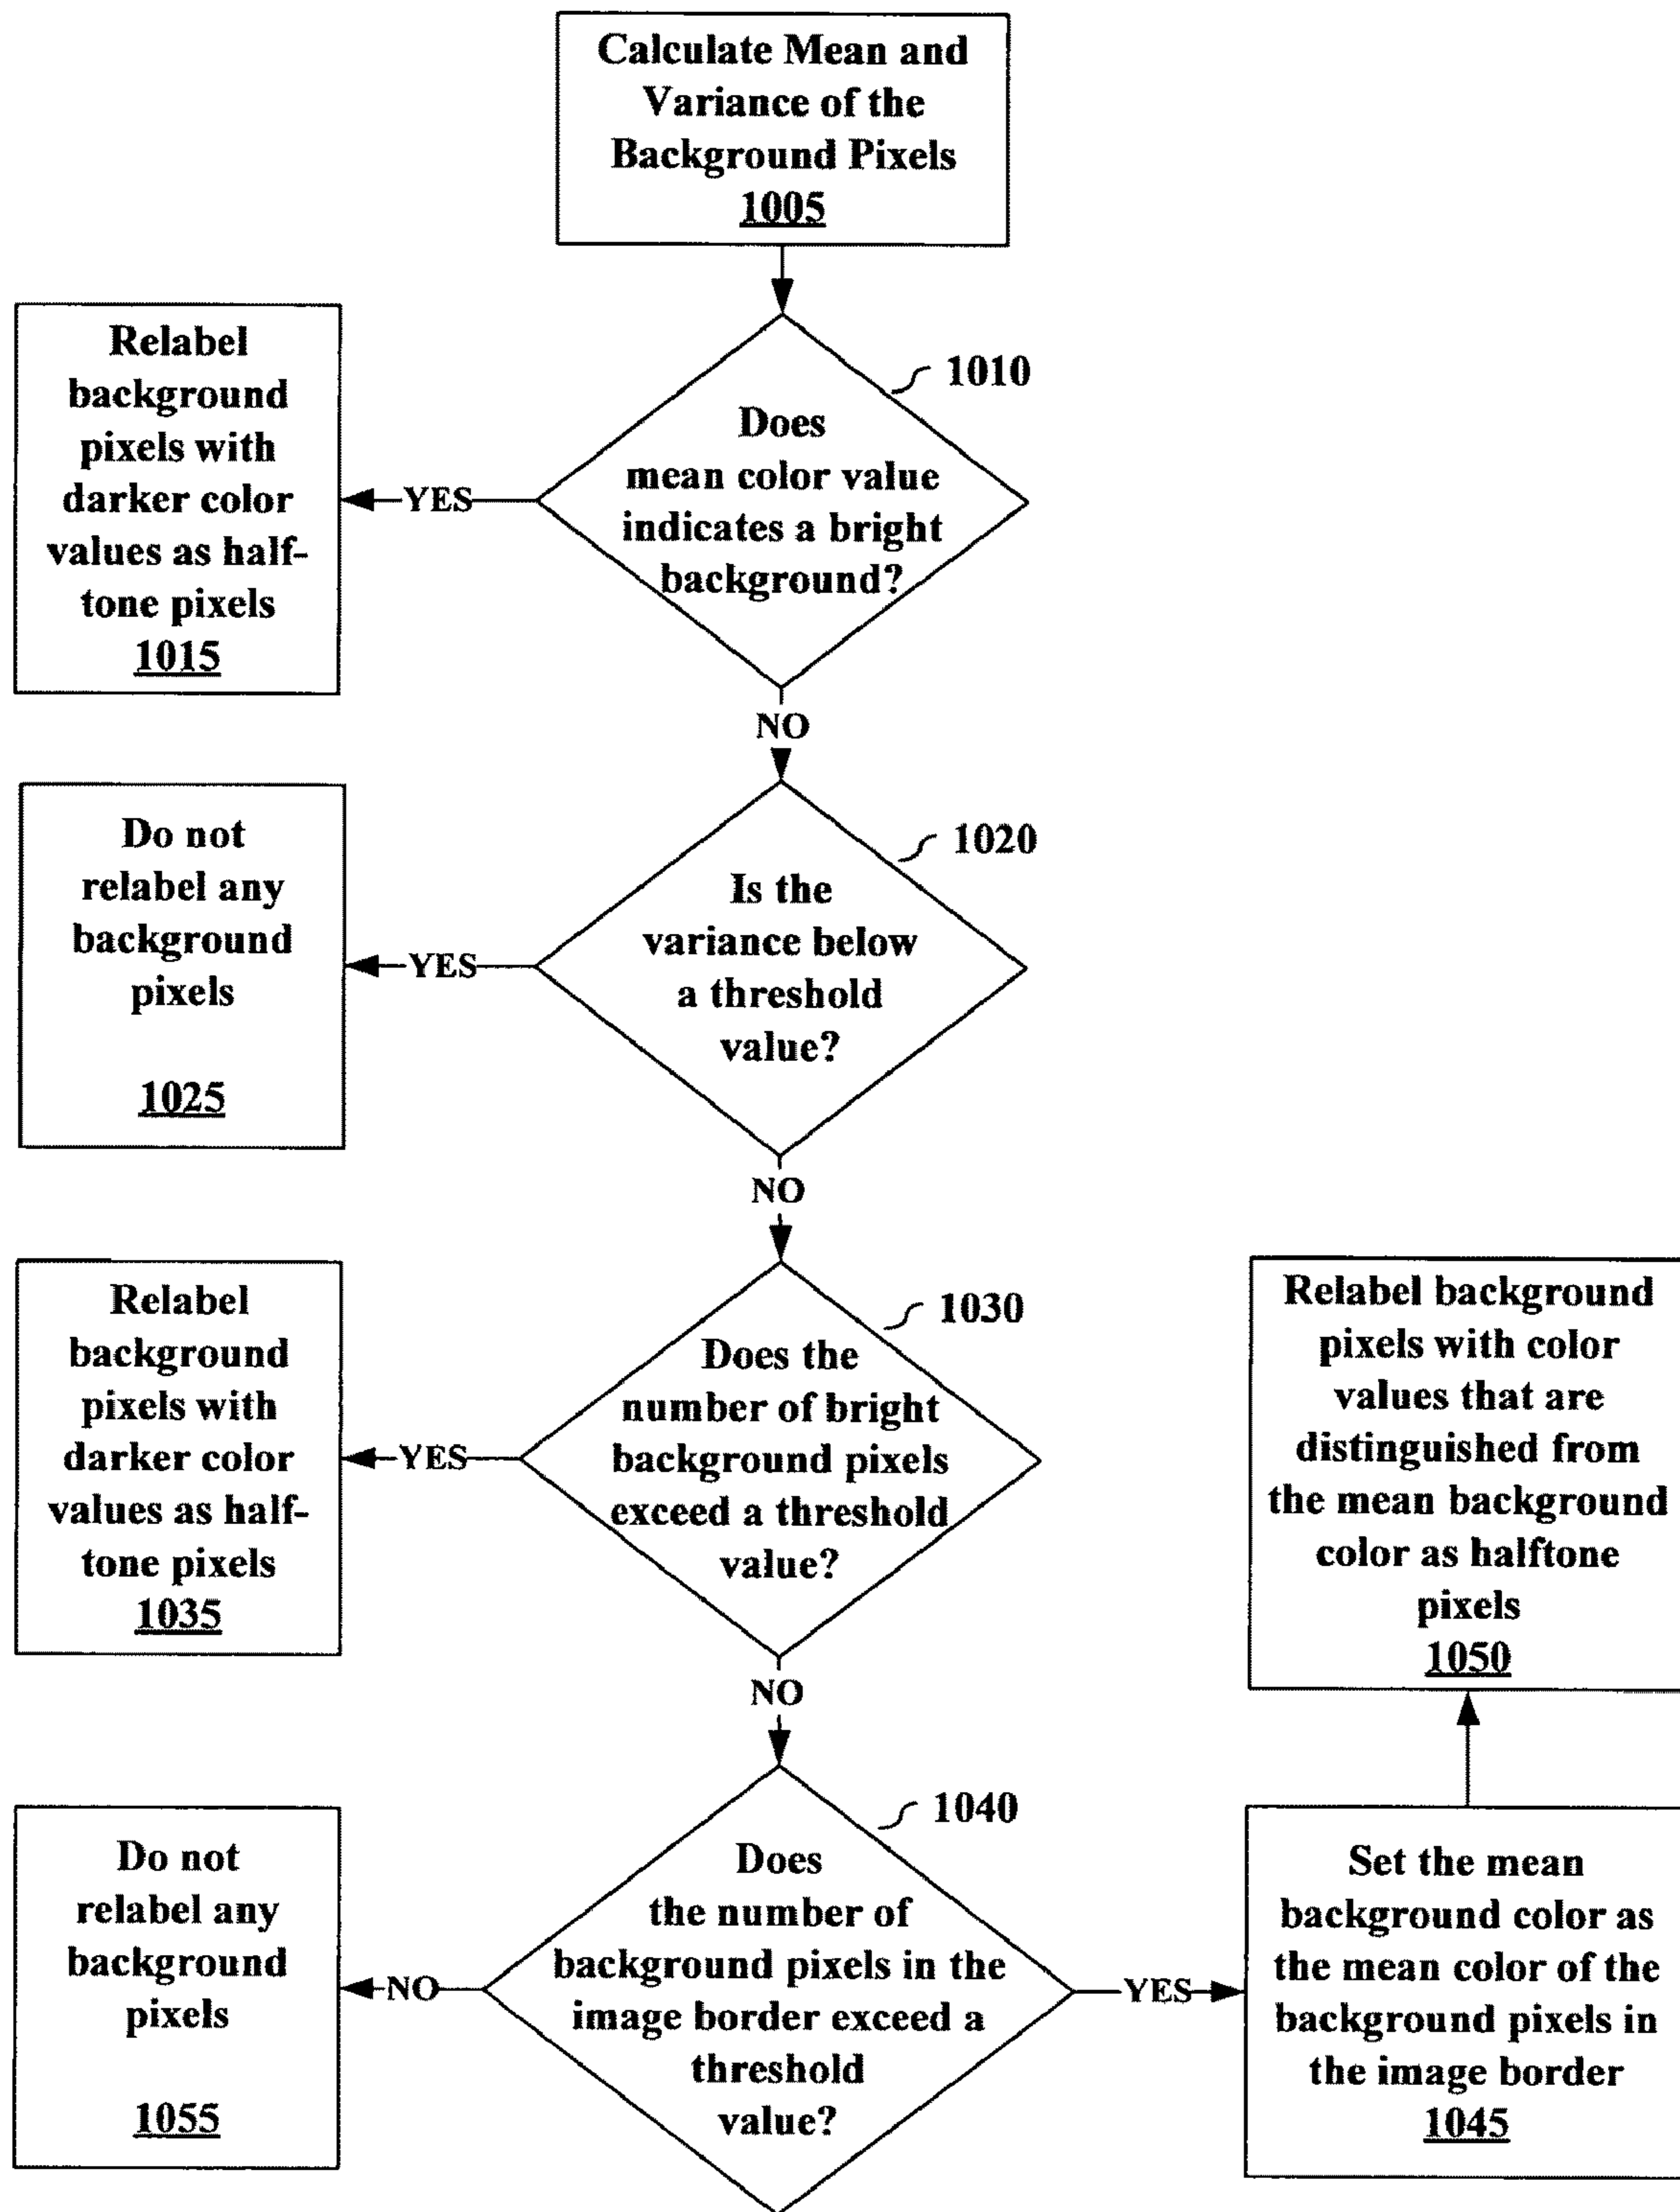 Calculate Mean and
Variance of the
Background Pixels
1005
Relabel
background
pixels with
darker color
values as half-
tone pixels
1015
YES
1010
Does
mean color value
indicates a bright
background?
NO
Do not
relabel any
background
pixels
1025
YES
1020
Is the
variance below
a threshold
value?
NO
Relabel
background
pixels with
darker color
values as half-
tone pixels
1035
YES
1030
Does the
number of bright
background pixels
exceed a threshold
value?
NO
Relabel background
pixels with color
values that are
distinguished from
the mean background
color as halftone
pixels
1050
Do not
relabel any
background
pixels
1055
NO
1040
Does
the number of
background pixels in the
image border exceed a
threshold
value?
YES
Set the mean
background color as
the mean color of the
background pixels in
the image border
1045